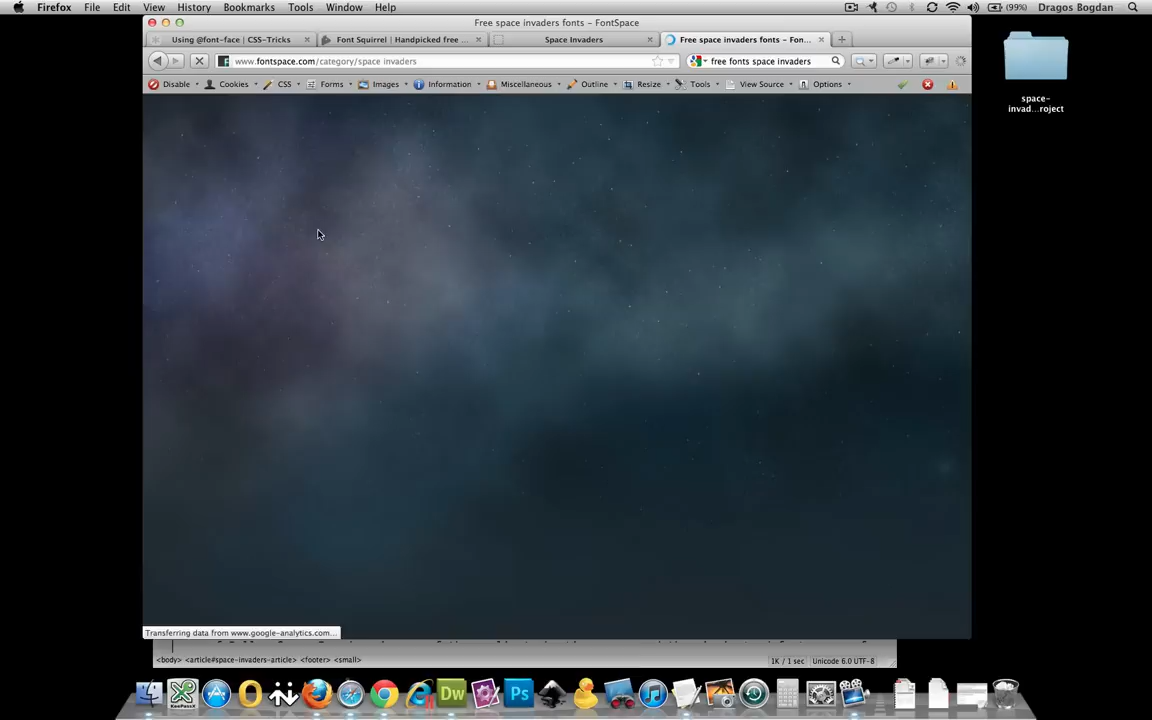 Firefox File Edit View History Bookmarks Tools Window Help (99%) Dragos Bogdan
Free space invaders fonts - FontSpace
Using @font-face | CSS-Tricks Font Squirrel | Handpicked free ... Space Invaders Free space invaders fonts - Fon...
www.fontspace.com/category/space invaders free fonts space invaders
Disable Cookies CSS Forms Images Information Miscellaneous Outline Resize Tools View Source Options
space-
invad...roject
Transferring data from www.google-analytics.com...
<body> <article#space-invaders-article> <footer> <small> 1K / 1 sec Unicode 6.0 UTF-8
Dw Ps